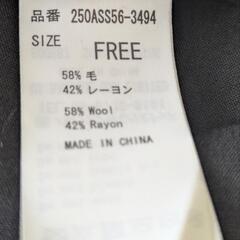 品番 250ASS56-3494
SIZE FREE
58% 毛
42% レーヨン
58% Wool
42% Rayon
MADE IN CHINA